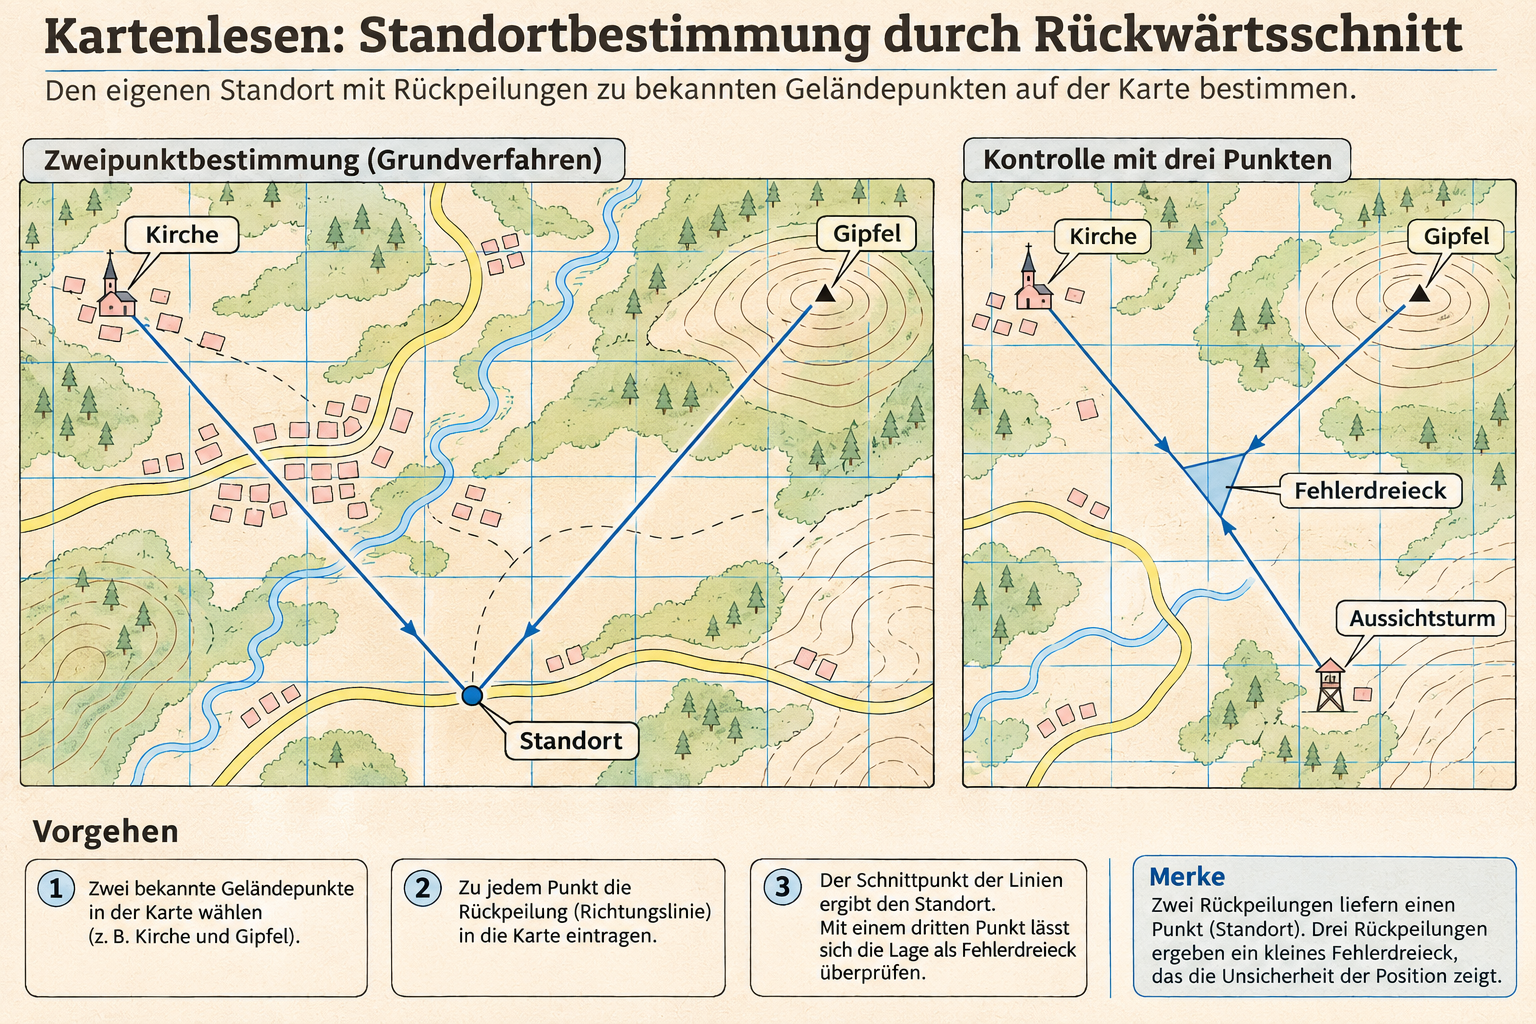 Kartenlesen: Standortbestimmung durch Rückwärtsschnitt
Den eigenen Standort mit Rückpeilungen zu bekannten Geländepunkten auf der Karte bestimmen.
Zweipunktbestimmung (Grundverfahren)
Kirche
Gipfel
Standort
Kontrolle mit drei Punkten
Kirche
Gipfel
Fehlerdreieck
Aussichtsturm
Vorgehen
1
Zwei bekannte Geländepunkte
in der Karte wählen
(z. B. Kirche und Gipfel).
2
Zu jedem Punkt die
Rückpeilung (Richtungslinie)
in die Karte eintragen.
3
Der Schnittpunkt der Linien
ergibt den Standort.
Mit einem dritten Punkt lässt
sich die Lage als Fehlerdreieck
überprüfen.
Merke
Zwei Rückpeilungen liefern einen
Punkt (Standort). Drei Rückpeilungen
ergeben ein kleines Fehlerdreieck,
das die Unsicherheit der Position zeigt.